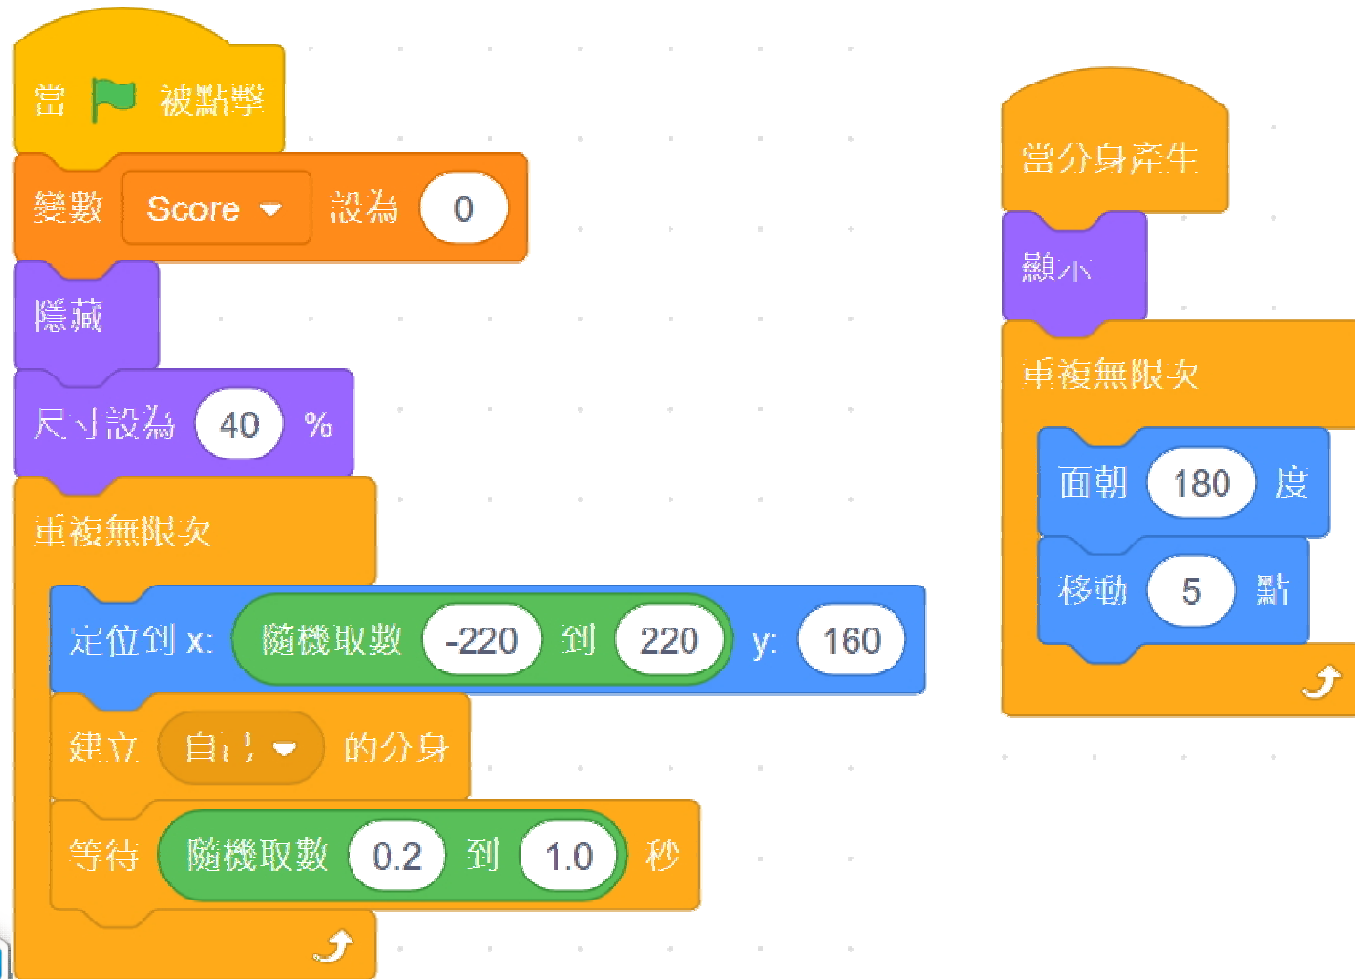 當 被點擊
變數 Score 設為 0
隱藏
尺寸設為 40 %
重複無限次
定位到 x: 隨機取數 -220 到 220 y: 160
建立 自己 的分身
等待 隨機取數 0.2 到 1.0 秒
當分身產生
顯示
重複無限次
面朝 180 度
移動 5 點